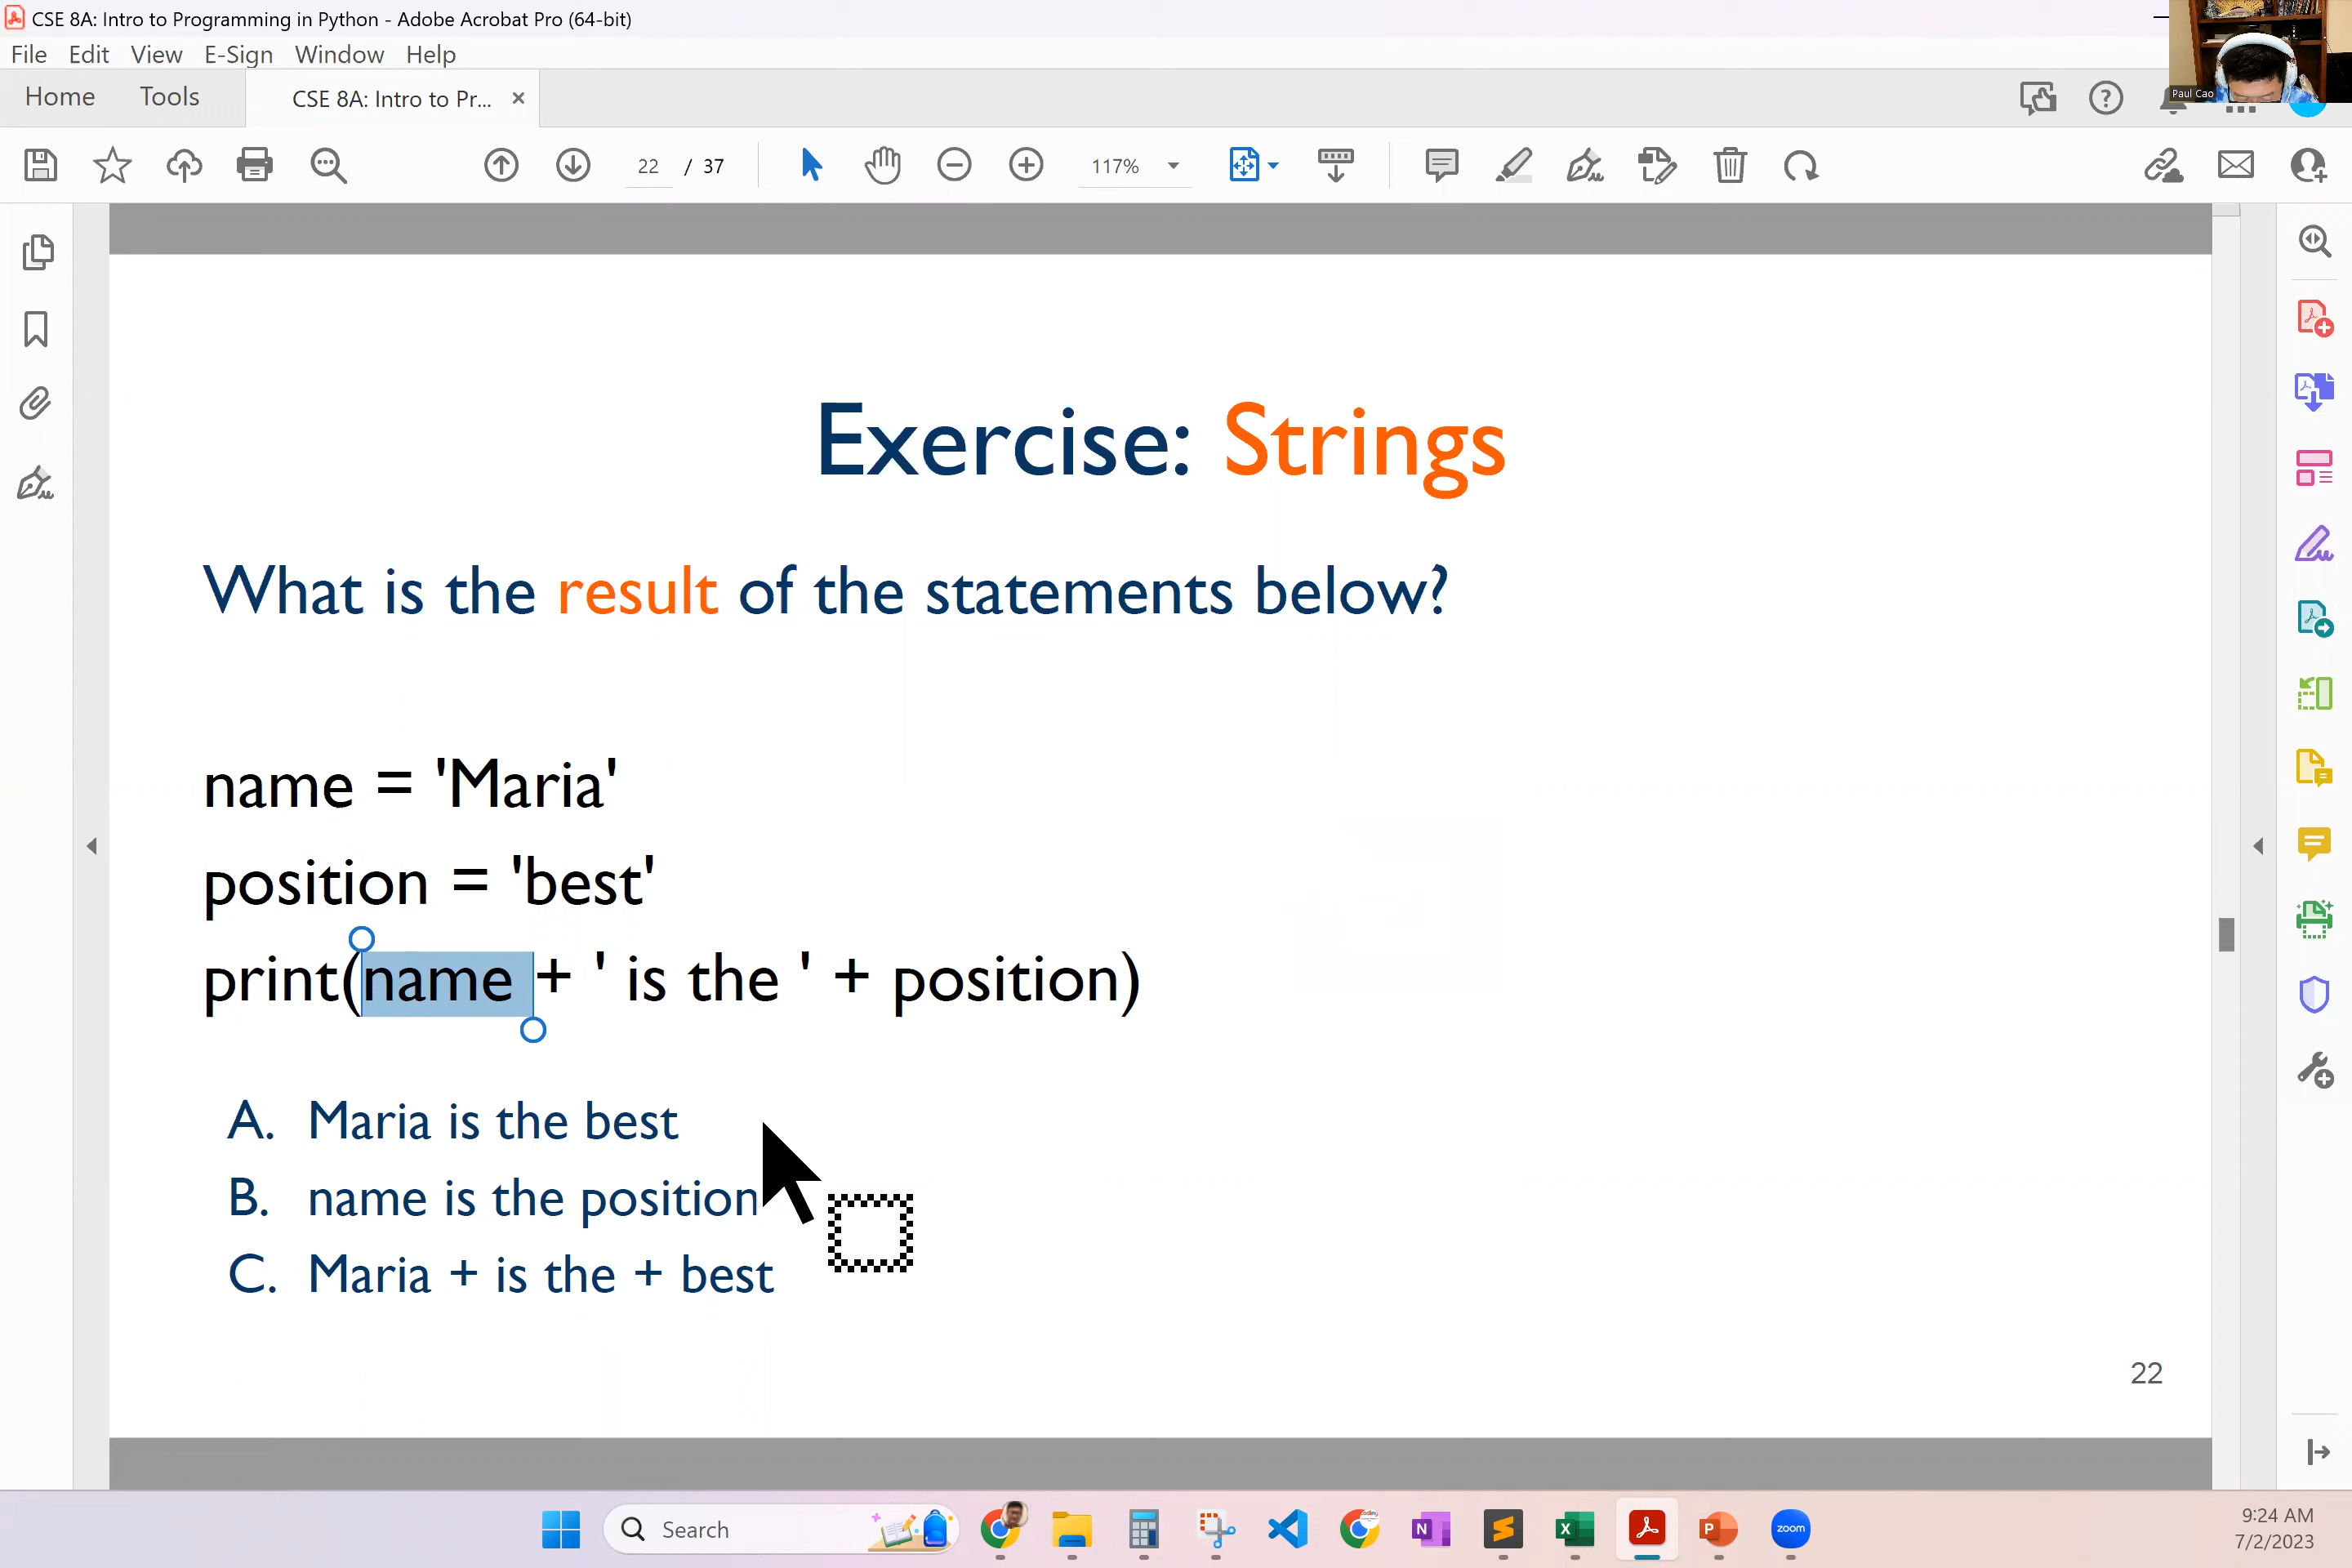 CSE 8A: Intro to Programming in Python - Adobe Acrobat Pro (64-bit)
File Edit View E-Sign Window Help
Home Tools CSE 8A: Intro to Pr... ×
Paul Cao
22 / 37 117%
Exercise: Strings
What is the result of the statements below?
name = 'Maria'
position = 'best'
print(name + ' is the ' + position)
A. Maria is the best
B. name is the position
C. Maria + is the + best
22
Search
zoom
9:24 AM
7/2/2023